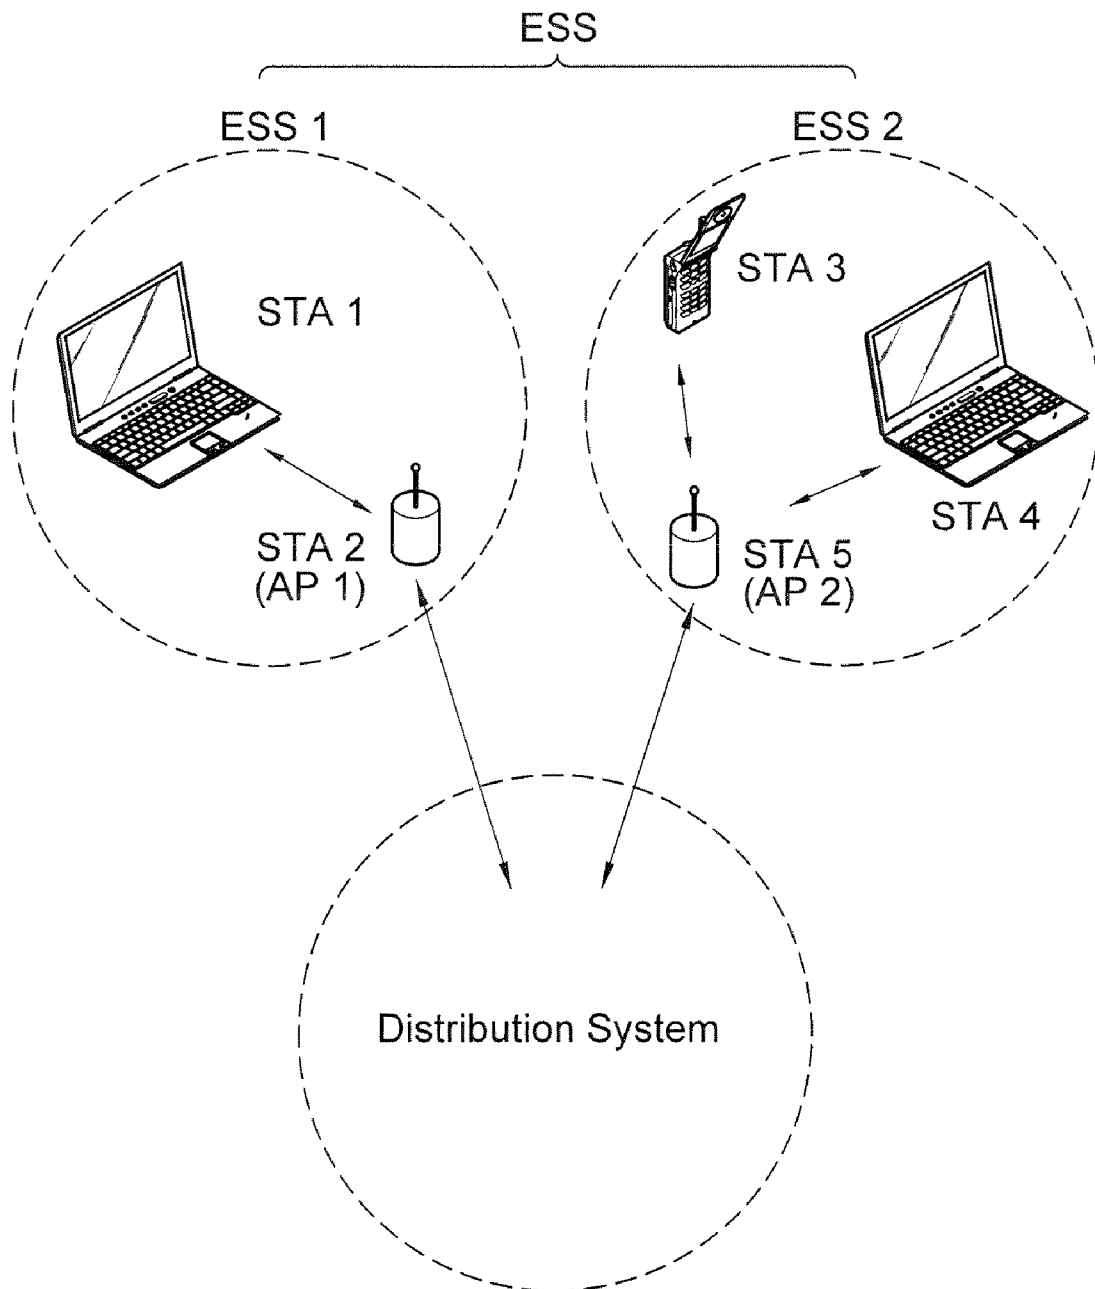 ESS
ESS 1
ESS 2
STA 1
STA 3
STA 4
STA 2
(AP 1)
STA 5
(AP 2)
Distribution System